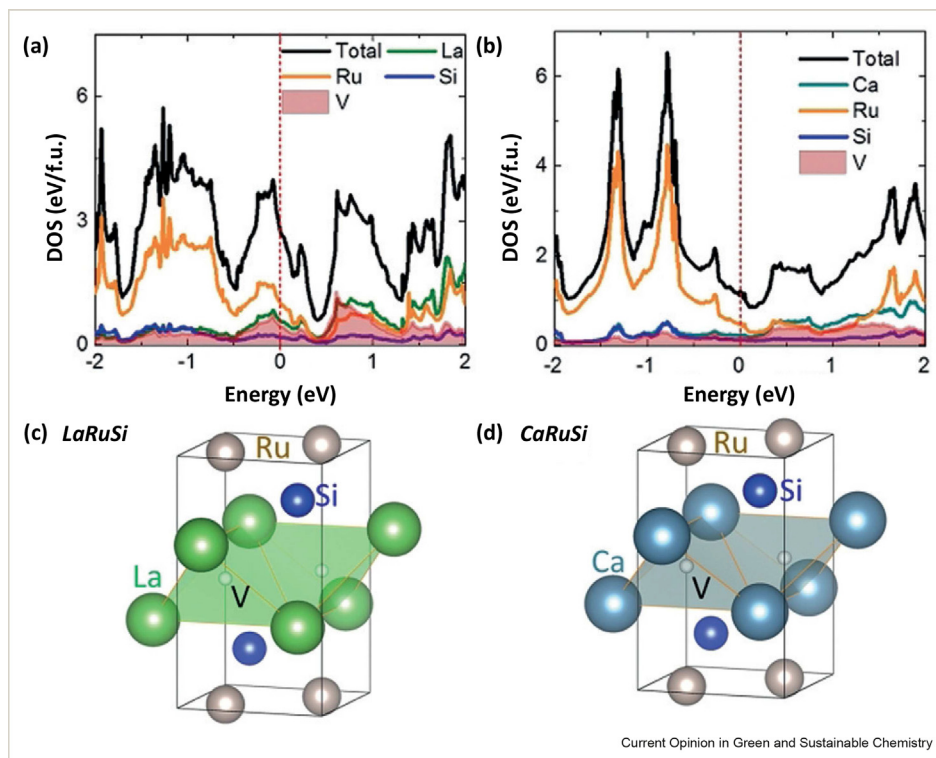 (a)
Total
La
Ru
Si
V
6
3
0
DOS (eV/f.u.)
-2
-1
0
1
2
Energy (eV)
(b)
Total
Ca
Ru
Si
V
6
4
2
0
DOS (eV/f.u.)
-2
-1
0
1
2
Energy (eV)
(c) LaRuSi
Ru
Si
La
V
(d) CaRuSi
Ru
Si
Ca
V
Current Opinion in Green and Sustainable Chemistry